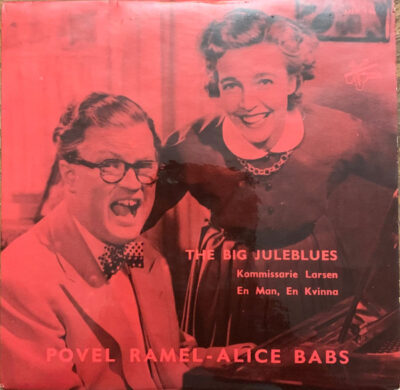 THE BIG JULEBLUES
Kommissarie Larsen
En Man, En Kvinna
POVEL RAMEL-ALICE BABS